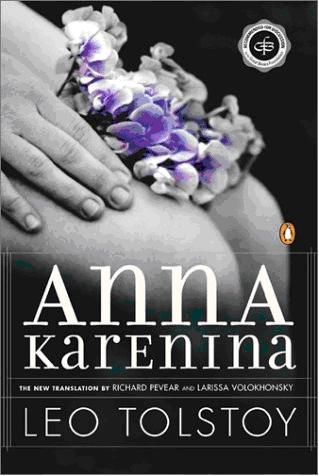 ANNA
KARENINA
THE NEW TRANSLATION BY RICHARD PEVEAR AND LARISSA VOLOKHONSKY
LEO TOLSTOY